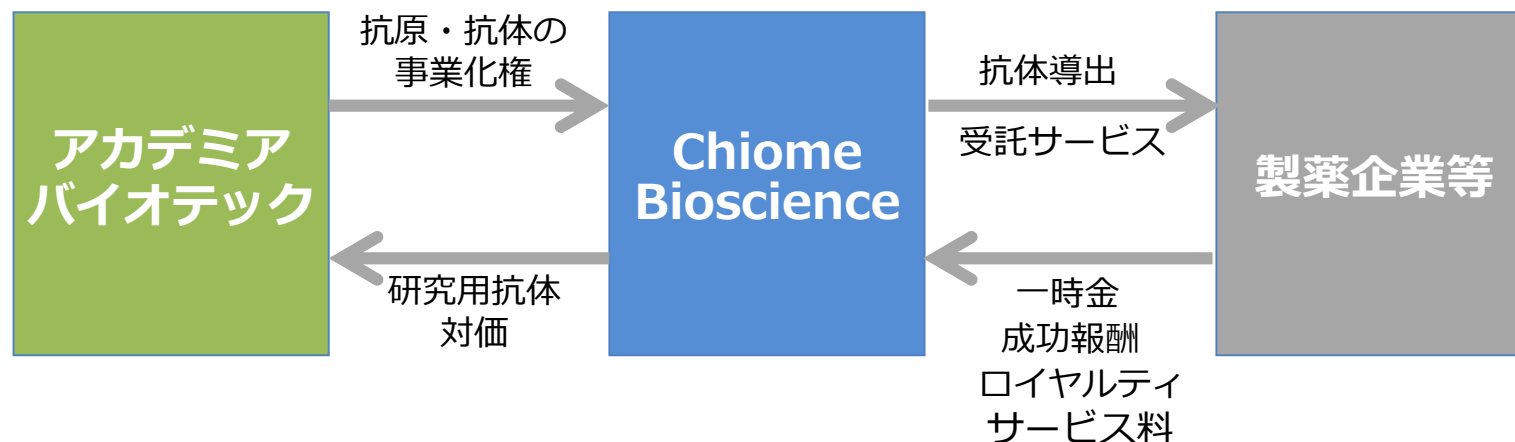 アカデミア
バイオテック
抗原・抗体の
事業化権
研究用抗体
対価
Chiome
Bioscience
抗体導出
受託サービス
一時金
成功報酬
ロイヤルティ
サービス料
製薬企業等